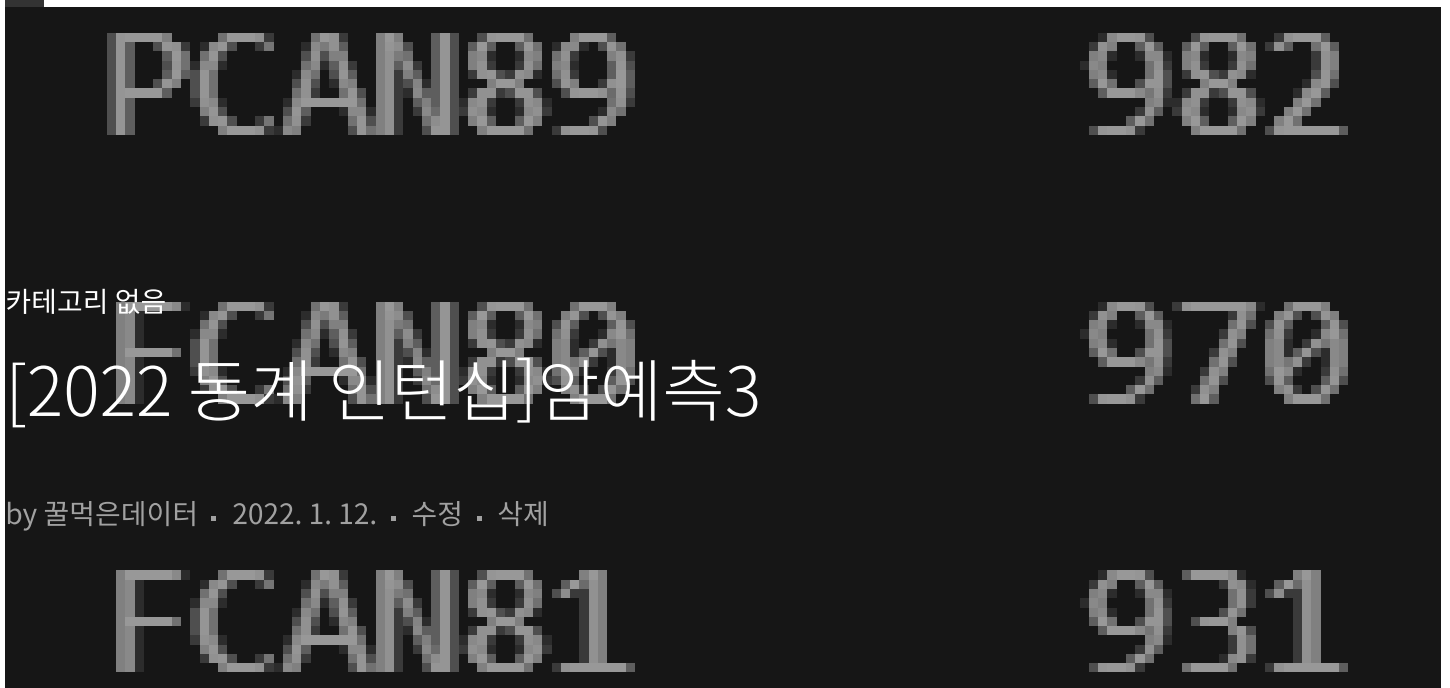 PCAN89 982
카테고리 없음
FCAN80 970
[2022 동계 인턴십]암예측3
by 꿀먹은데이터 · 2022. 1. 12. · 수정 · 삭제
FCAN81 931